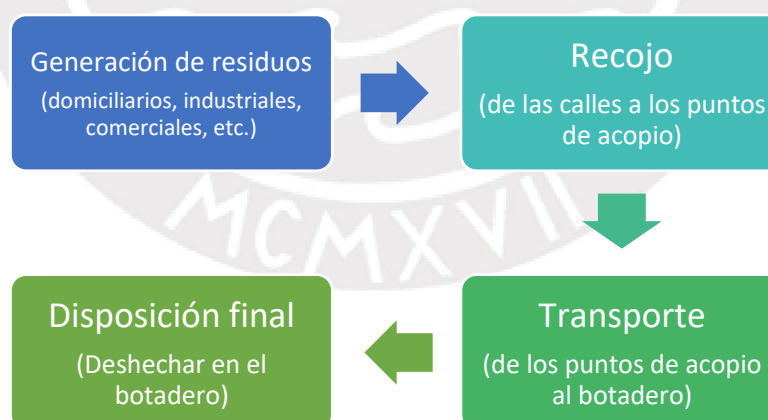 Generación de residuos
(domiciliarios, industriales,
comerciales, etc.)
Recojo
(de las calles a los puntos
de acopio)
MCMXVII
Transporte
(de los puntos de acopio
al botadero)
Disposición final
(Deshechar en el
botadero)